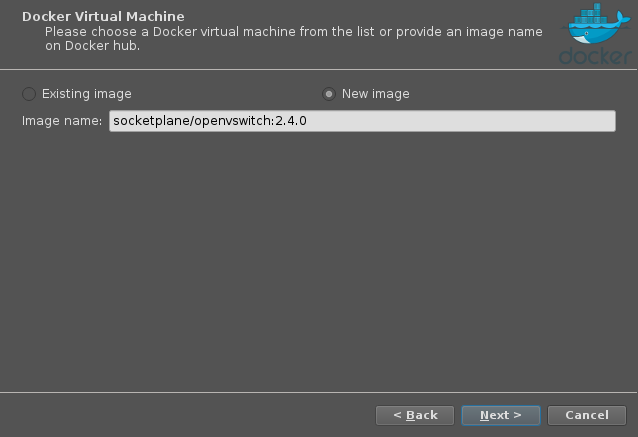 Docker Virtual Machine
Please choose a Docker virtual machine from the list or provide an image name
on Docker hub.
docker
Existing image
New image
Image name: socketplane/openvswitch:2.4.0
< Back
Next >
Cancel